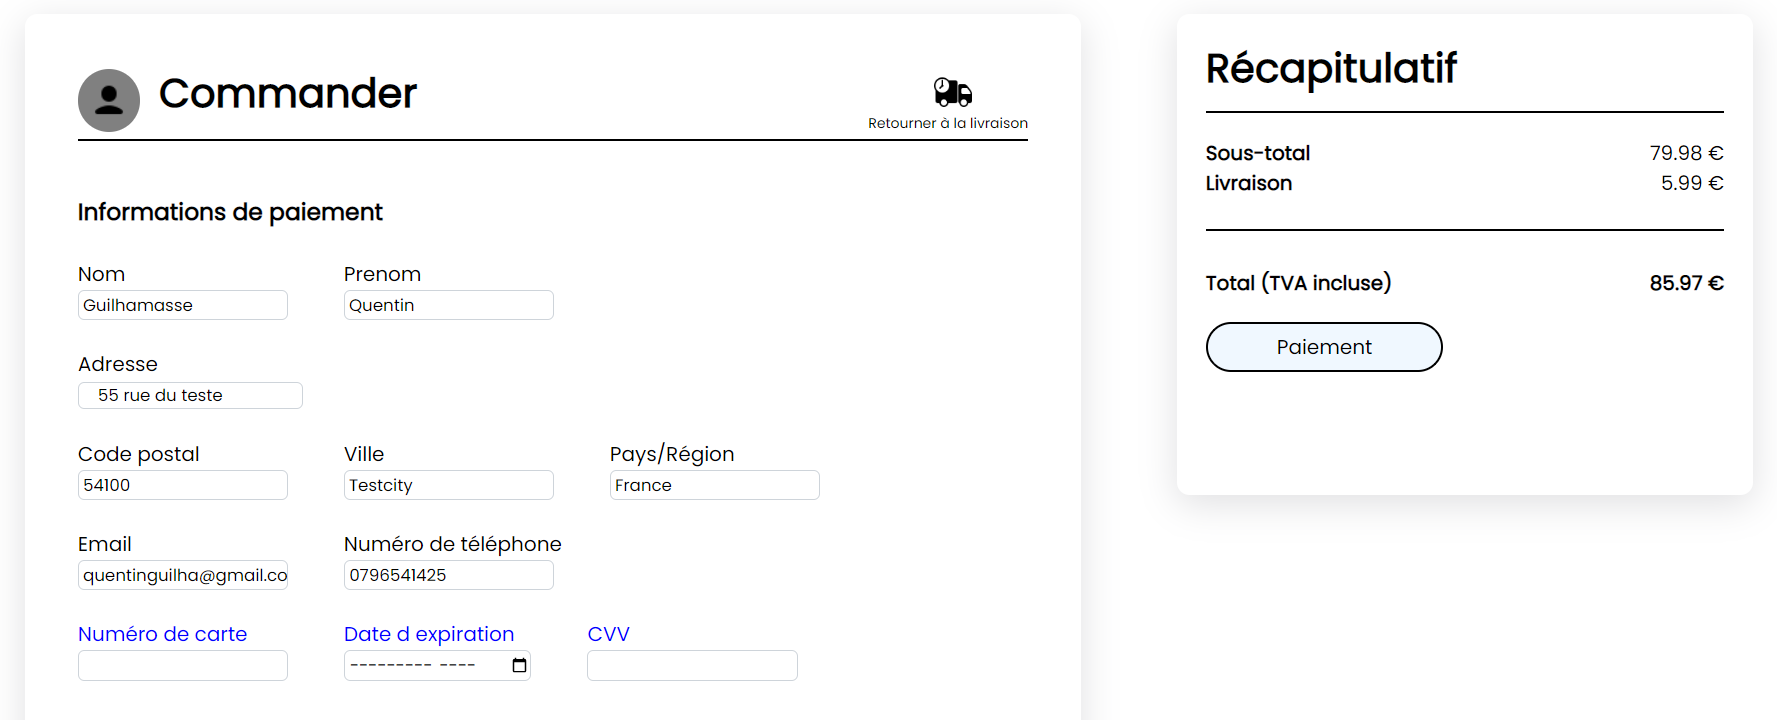 Commander
Retourner à la livraison
Informations de paiement
Nom Prenom
Guilhamasse Quentin
Adresse
55 rue du teste
Code postal Ville Pays/Région
54100 Testcity France
Email Numéro de téléphone
quentinguilha@gmail.co 0796541425
Numéro de carte Date d expiration CVV
--------- ----
Récapitulatif
Sous-total 79.98 €
Livraison 5.99 €
Total (TVA incluse) 85.97 €
Paiement